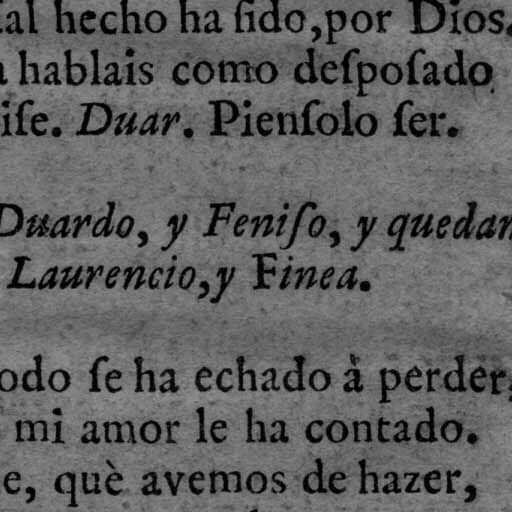 al hecho ha ſido,por Dios.
hablais como deſpoſado
iſe. Duar. Pienſolo ſer.
Duardo, y Feniſo, y quedan
Laurencio,y Finea.
odo ſe ha echado à perder,
mi amor le ha contado.
e, què avemos de hazer,